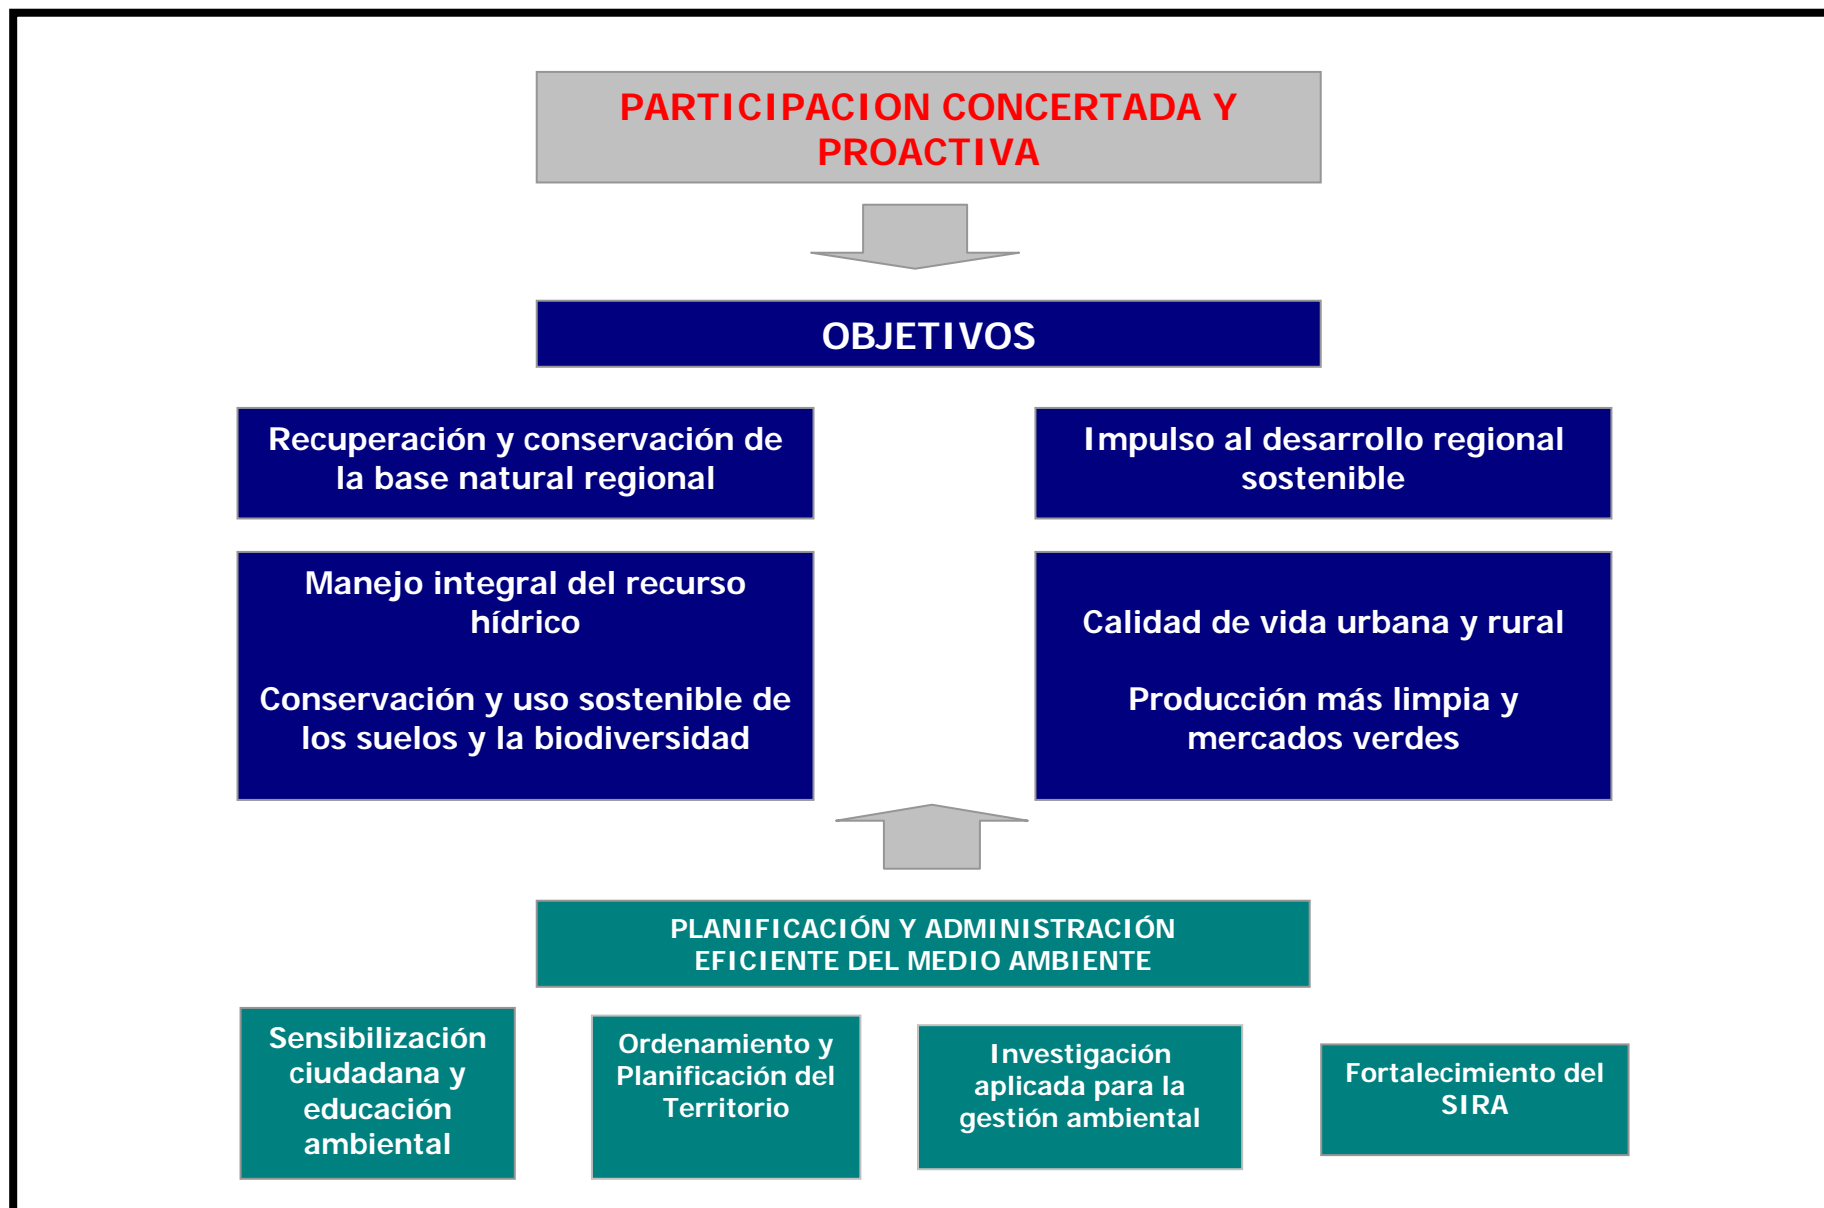 PARTICIPACION CONCERTADA Y
PROACTIVA
OBJETIVOS
Recuperación y conservación de
la base natural regional
Impulso al desarrollo regional
sostenible
Manejo integral del recurso
hídrico
Conservación y uso sostenible de
los suelos y la biodiversidad
Calidad de vida urbana y rural
Producción más limpia y
mercados verdes
PLANIFICACIÓN Y ADMINISTRACIÓN
EFICIENTE DEL MEDIO AMBIENTE
Sensibilización
ciudadana y
educación
ambiental
Ordenamiento y
Planificación del
Territorio
Investigación
aplicada para la
gestión ambiental
Fortalecimiento del
SIRA